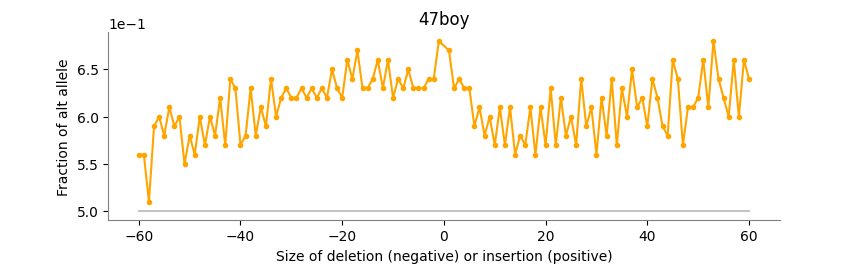 47boy
1e−1
6.5
6.0
5.5
5.0
Fraction of alt allele
−60 −40 −20 0 20 40 60
Size of deletion (negative) or insertion (positive)